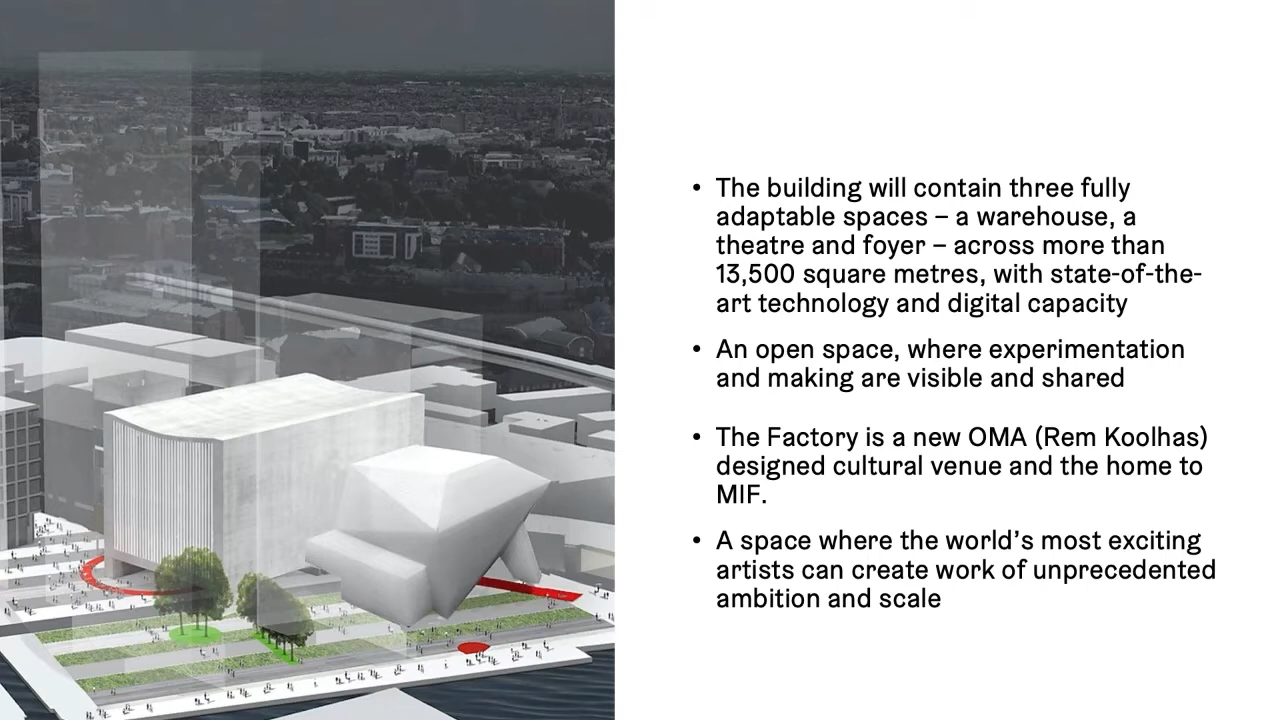 • The building will contain three fully
adaptable spaces – a warehouse, a
theatre and foyer – across more than
13,500 square metres, with state-of-the-
art technology and digital capacity
• An open space, where experimentation
and making are visible and shared
• The Factory is a new OMA (Rem Koolhas)
designed cultural venue and the home to
MIF.
• A space where the world’s most exciting
artists can create work of unprecedented
ambition and scale